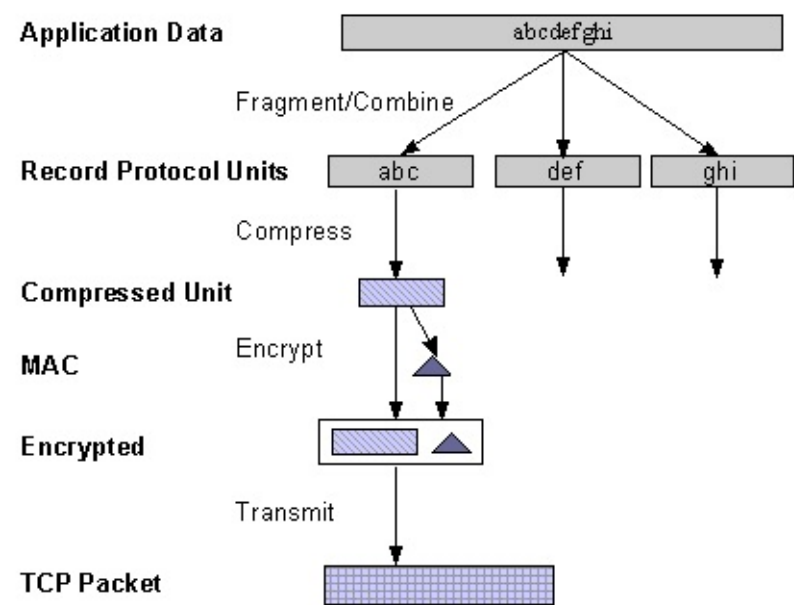 Application Data
abcdefghi
Fragment/Combine
Record Protocol Units
abc
def
ghi
Compress
Compressed Unit
Encrypt
MAC
Encrypted
Transmit
TCP Packet